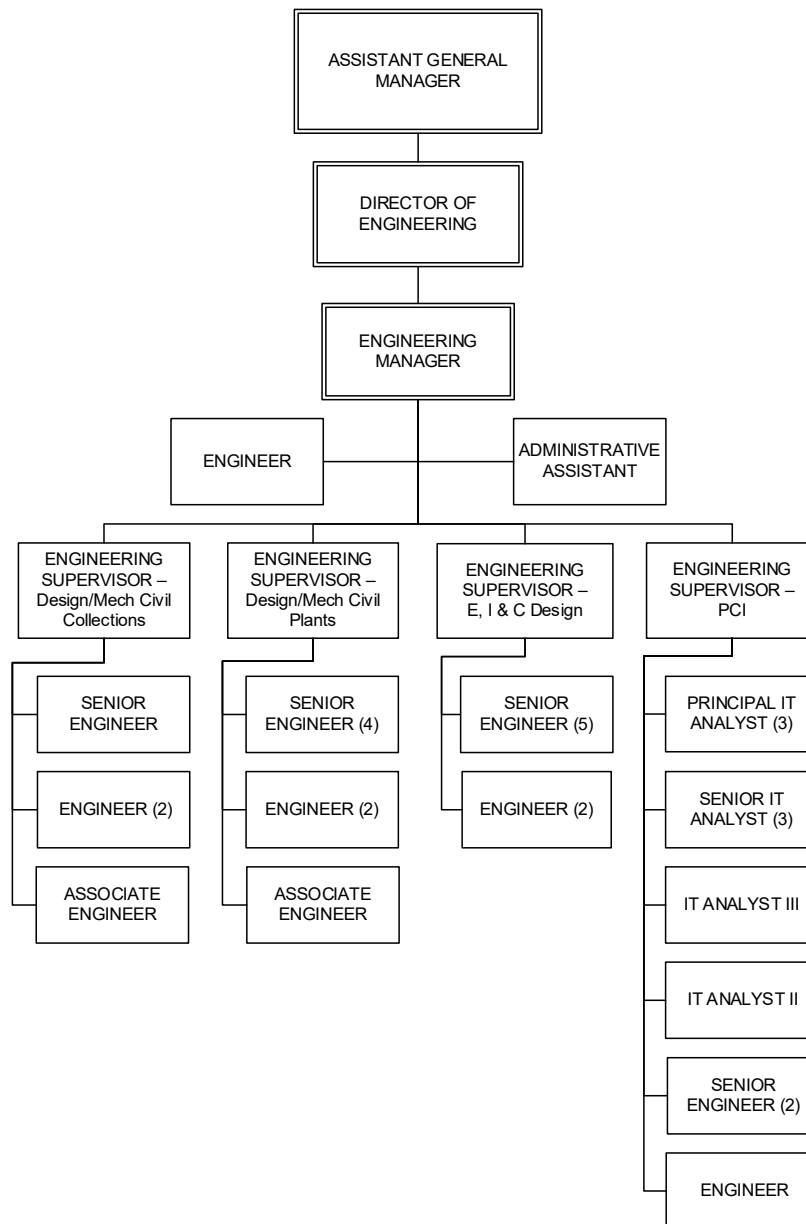 ASSISTANT GENERAL
MANAGER
DIRECTOR OF
ENGINEERING
ENGINEERING
MANAGER
ENGINEER
ADMINISTRATIVE
ASSISTANT
ENGINEERING
SUPERVISOR –
Design/Mech Civil
Collections
SENIOR
ENGINEER
ENGINEER (2)
ASSOCIATE
ENGINEER
ENGINEERING
SUPERVISOR –
Design/Mech Civil
Plants
SENIOR
ENGINEER (4)
ENGINEER (2)
ASSOCIATE
ENGINEER
ENGINEERING
SUPERVISOR –
E, I & C Design
SENIOR
ENGINEER (5)
ENGINEER (2)
ENGINEERING
SUPERVISOR –
PCI
PRINCIPAL IT
ANALYST (3)
SENIOR IT
ANALYST (3)
IT ANALYST III
IT ANALYST II
SENIOR
ENGINEER (2)
ENGINEER